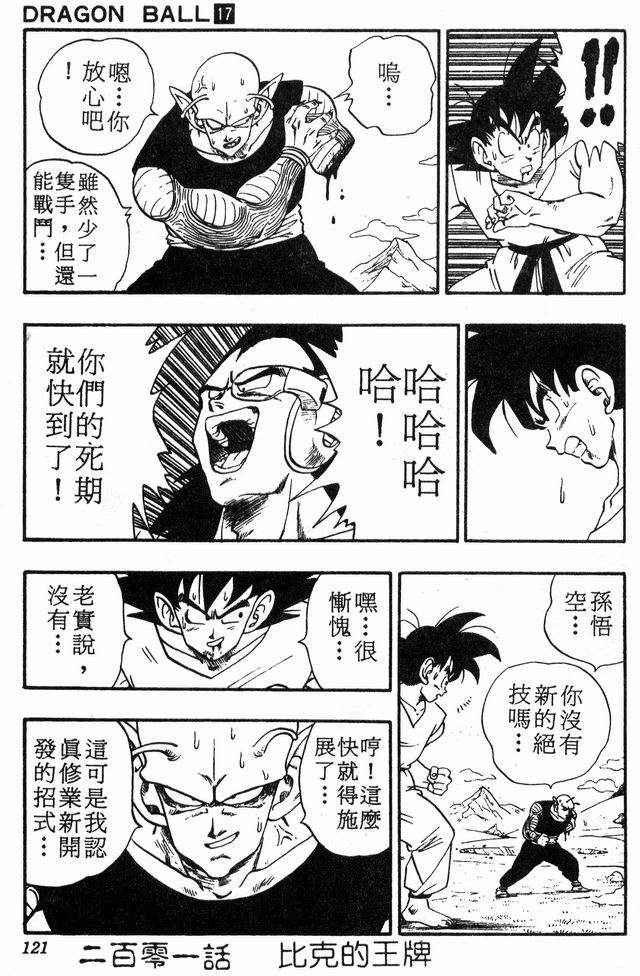 DRAGON BALL 17
!!
嗚…
嗯…你
放心吧
！
雖然少了一
隻手，但還
能戰鬥…
哈哈哈
哈！
你們的死期
就快到了！
孫悟
空…
你沒有
新的絕
技嗎…
嘿…很
慚愧…
老實說，
沒有…
哼！這麼
快就得施
展了…
這可是我認
眞修業新開
發的招式…
121 二百零一話 比克的王牌